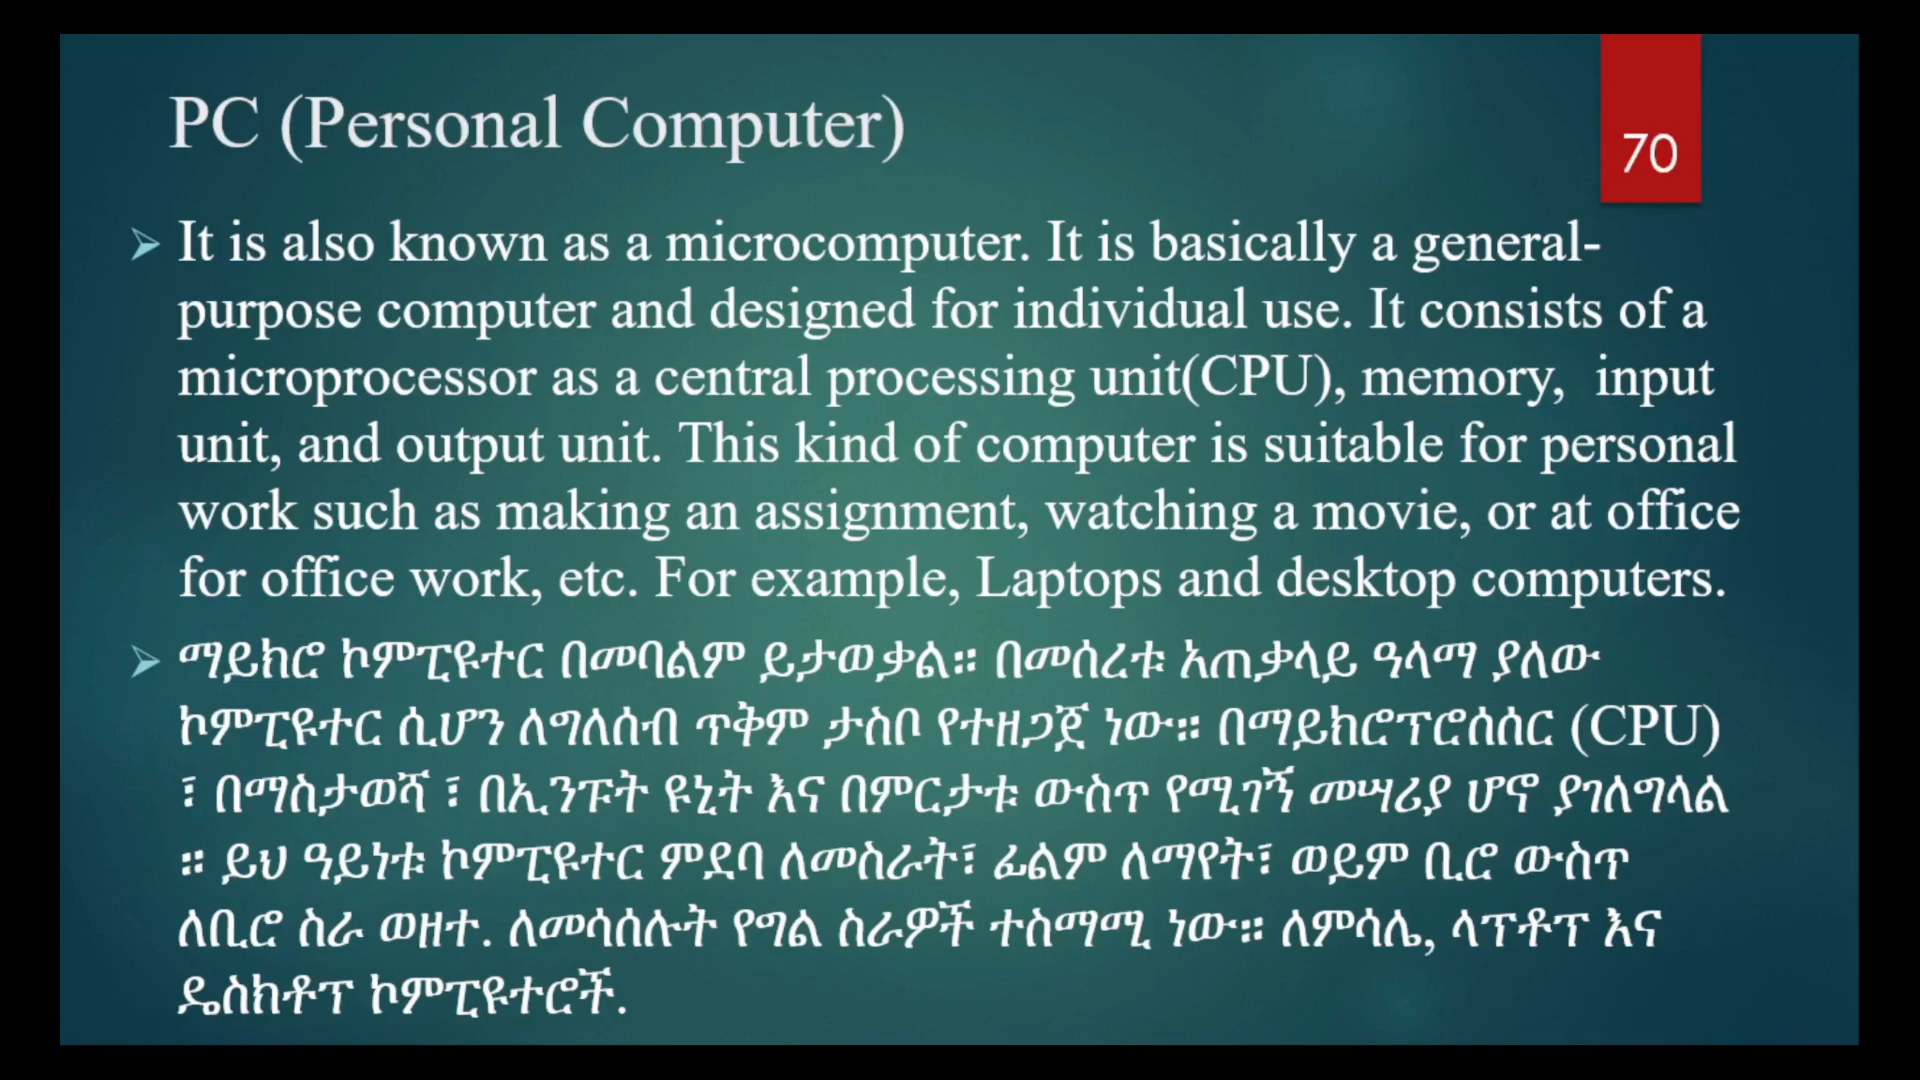 PC (Personal Computer)
70
➢ It is also known as a microcomputer. It is basically a general-
purpose computer and designed for individual use. It consists of a
microprocessor as a central processing unit(CPU), memory,  input
unit, and output unit. This kind of computer is suitable for personal
work such as making an assignment, watching a movie, or at office
for office work, etc. For example, Laptops and desktop computers.
➢ ማይክሮ ኮምፒዩተር በመባልም ይታወቃል። በመሰረቱ አጠቃላይ ዓላማ ያለው
ኮምፒዩተር ሲሆን ለግለሰብ ጥቅም ታስቦ የተዘጋጀ ነው። በማይክሮፕሮሰሰር (CPU)
፣ በማስታወሻ ፣ በኢንፑት ዩኒት እና በምርታቱ ውስጥ የሚገኝ መሣሪያ ሆኖ ያገለግላል
። ይህ ዓይነቱ ኮምፒዩተር ምደባ ለመስራት፣ ፊልም ለማየት፣ ወይም ቢሮ ውስጥ
ለቢሮ ስራ ወዘተ. ለመሳሰሉት የግል ስራዎች ተስማሚ ነው። ለምሳሌ, ላፕቶፕ እና
ዴስክቶፕ ኮምፒዩተሮች.